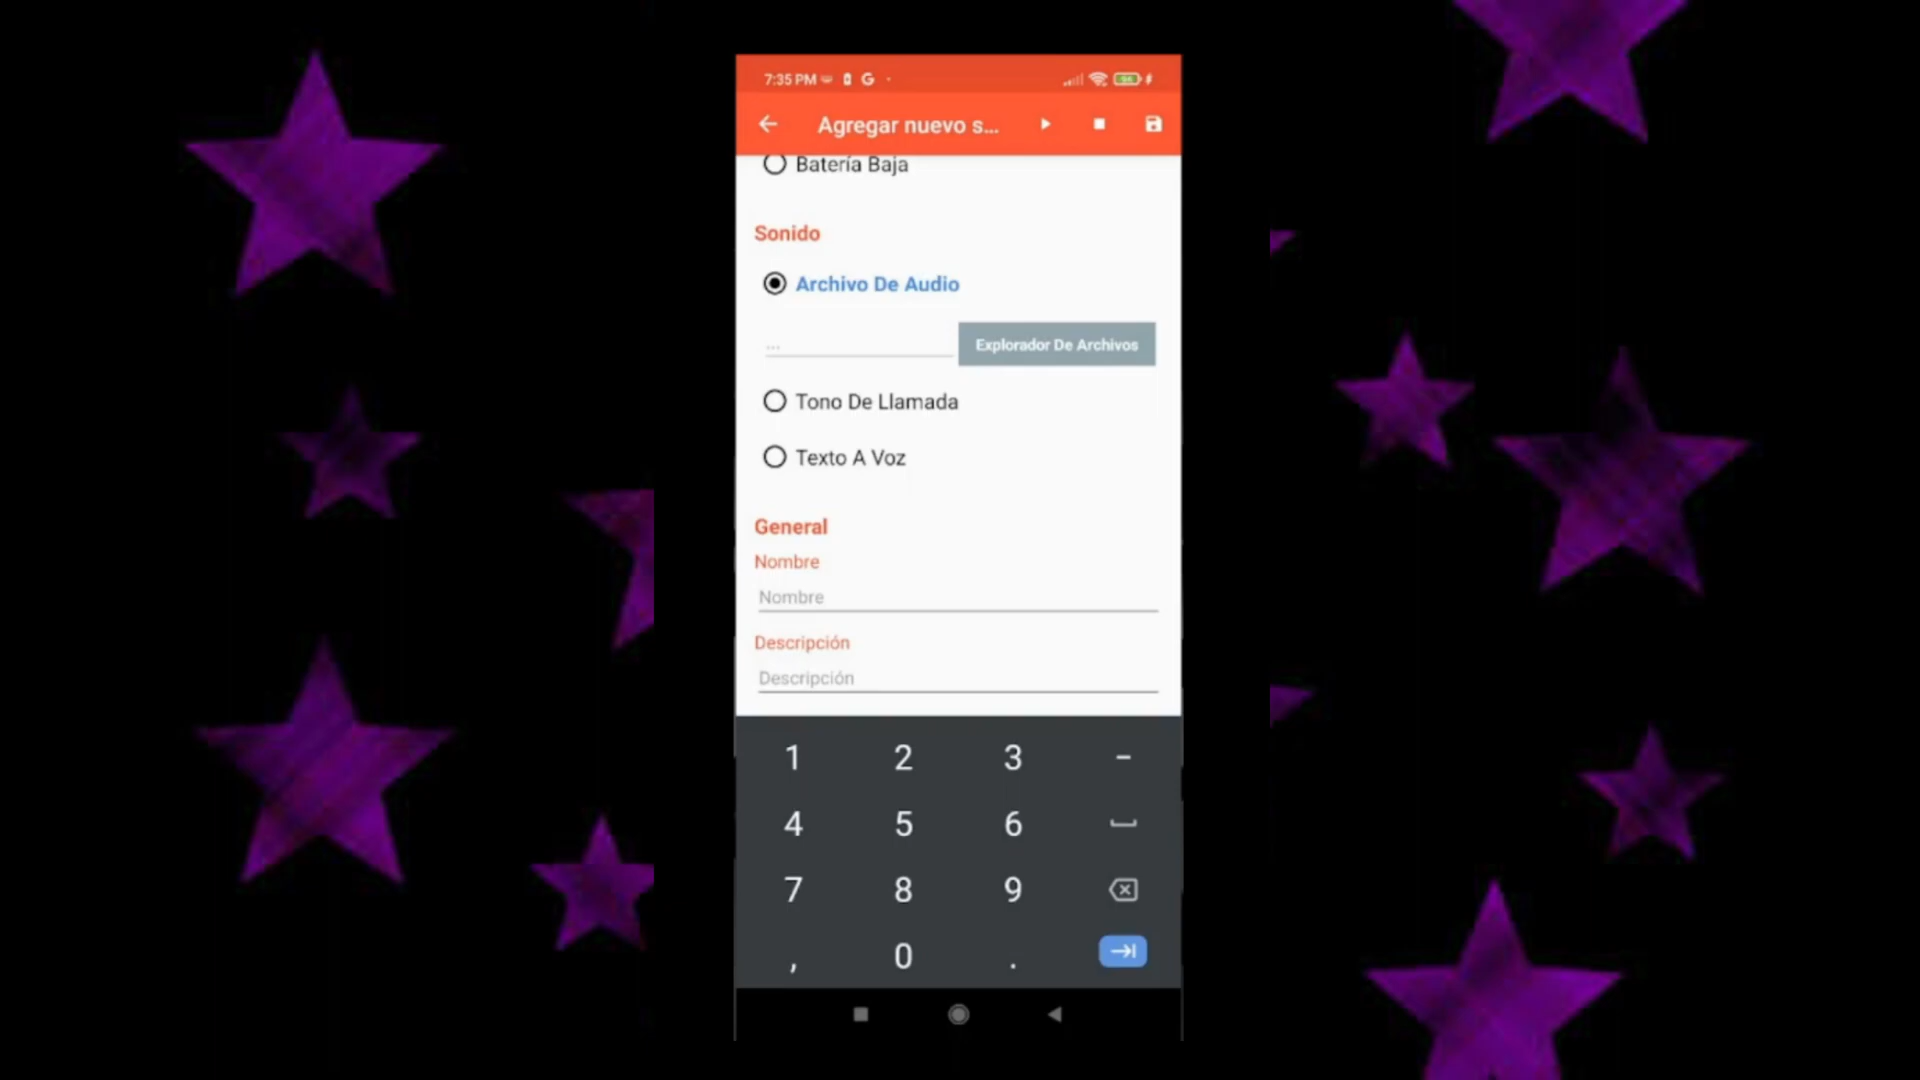 7:35 PM
Agregar nuevo s...
Batería Baja
Sonido
Archivo De Audio
...
Explorador De Archivos
Tono De Llamada
Texto A Voz
General
Nombre
Nombre
Descripción
Descripción
1 2 3 -
4 5 6
7 8 9
, 0 .